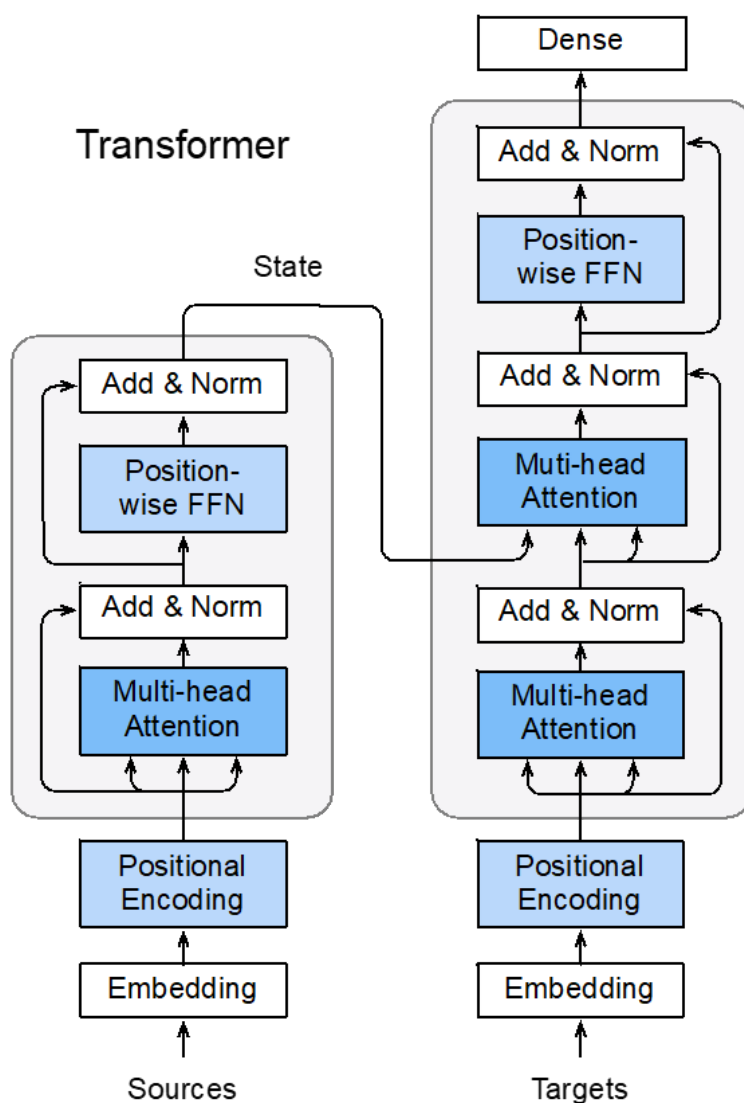 Transformer
State
Add & Norm
Position-
wise FFN
Add & Norm
Multi-head
Attention
Positional
Encoding
Embedding
Sources
Dense
Add & Norm
Position-
wise FFN
Add & Norm
Muti-head
Attention
Add & Norm
Multi-head
Attention
Positional
Encoding
Embedding
Targets